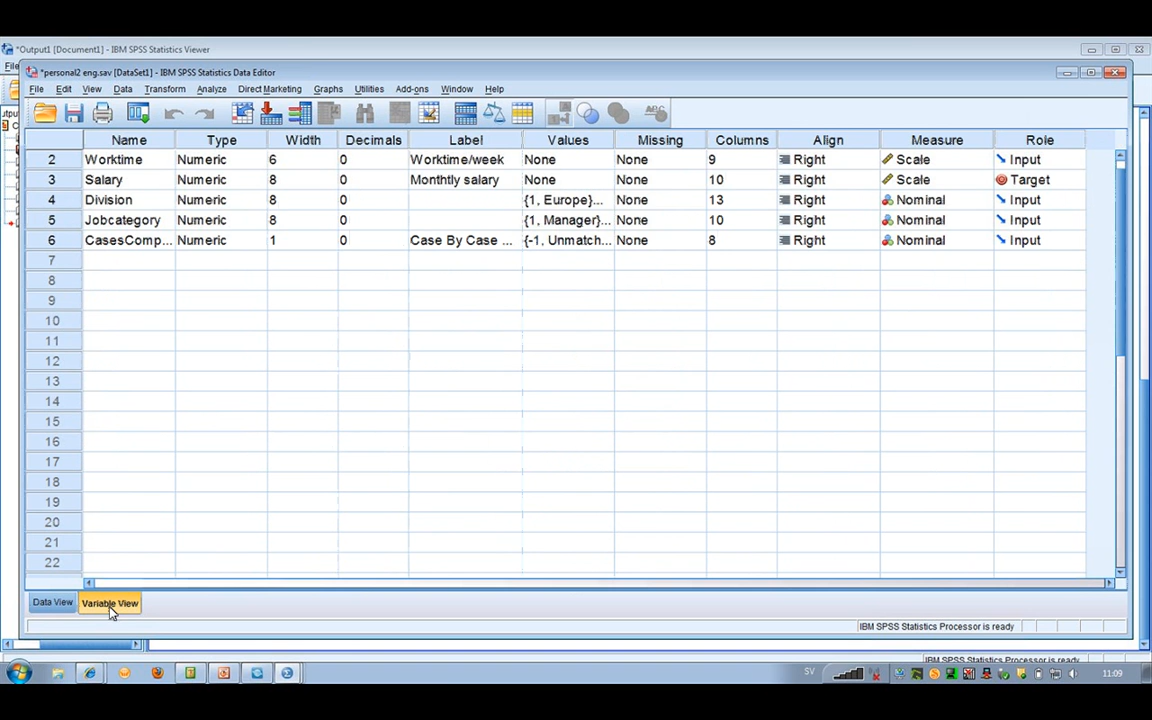 *Output1 [Document1] - IBM SPSS Statistics Viewer
*personal2 eng.sav [DataSet1] - IBM SPSS Statistics Data Editor
File Edit View Data Transform Analyze Direct Marketing Graphs Utilities Add-ons Window Help
Name Type Width Decimals Label Values Missing Columns Align Measure Role
2 Worktime Numeric 6 0 Worktime/week None None 9 Right Scale Input
3 Salary Numeric 8 0 Monthtly salary None None 10 Right Scale Target
4 Division Numeric 8 0 {1, Europe}... None 13 Right Nominal Input
5 Jobcategory Numeric 8 0 {1, Manager}... None 10 Right Nominal Input
6 CasesComp... Numeric 1 0 Case By Case ... {-1, Unmatch... None 8 Right Nominal Input
7
8
9
10
11
12
13
14
15
16
17
18
19
20
21
22
Data View Variable View
IBM SPSS Statistics Processor is ready
SV 11:09